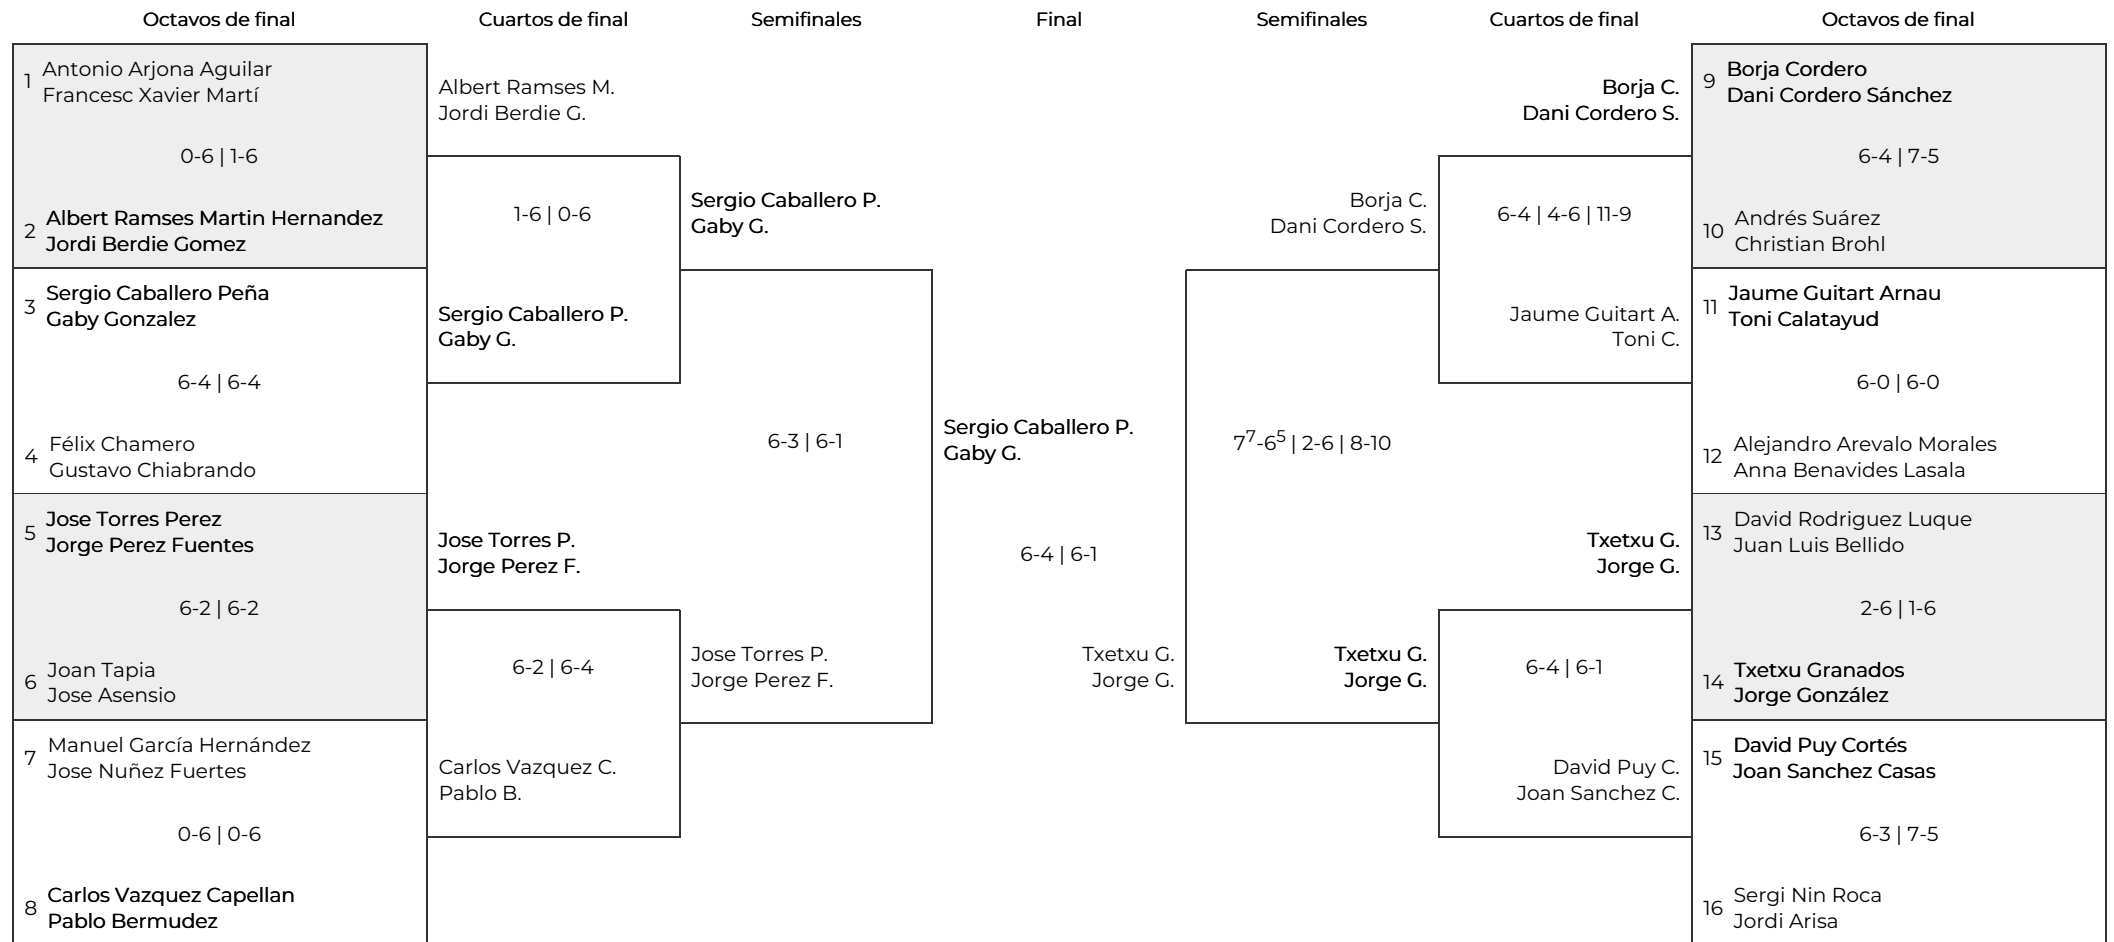 Octavos de final
Cuartos de final
Semifinales
Final
Semifinales
Cuartos de final
Octavos de final
1
Antonio Arjona Aguilar
Francesc Xavier Martí
0-6 | 1-6
2
Albert Ramses Martin Hernandez
Jordi Berdie Gomez
3
Sergio Caballero Peña
Gaby Gonzalez
6-4 | 6-4
4
Félix Chamero
Gustavo Chiabrando
5
Jose Torres Perez
Jorge Perez Fuentes
6-2 | 6-2
6
Joan Tapia
Jose Asensio
7
Manuel García Hernández
Jose Nuñez Fuertes
0-6 | 0-6
8
Carlos Vazquez Capellan
Pablo Bermudez
Albert Ramses M.
Jordi Berdie G.
1-6 | 0-6
Sergio Caballero P.
Gaby G.
Jose Torres P.
Jorge Perez F.
6-2 | 6-4
Carlos Vazquez C.
Pablo B.
Sergio Caballero P.
Gaby G.
6-3 | 6-1
Jose Torres P.
Jorge Perez F.
Sergio Caballero P.
Gaby G.
6-4 | 6-1
Txetxu G.
Jorge G.
Borja C.
Dani Cordero S.
7⁷-6⁵ | 2-6 | 8-10
Txetxu G.
Jorge G.
Borja C.
Dani Cordero S.
6-4 | 4-6 | 11-9
Jaume Guitart A.
Toni C.
Txetxu G.
Jorge G.
6-4 | 6-1
David Puy C.
Joan Sanchez C.
9
Borja Cordero
Dani Cordero Sánchez
6-4 | 7-5
10
Andrés Suárez
Christian Brohl
11
Jaume Guitart Arnau
Toni Calatayud
6-0 | 6-0
12
Alejandro Arevalo Morales
Anna Benavides Lasala
13
David Rodriguez Luque
Juan Luis Bellido
2-6 | 1-6
14
Txetxu Granados
Jorge González
15
David Puy Cortés
Joan Sanchez Casas
6-3 | 7-5
16
Sergi Nin Roca
Jordi Arisa